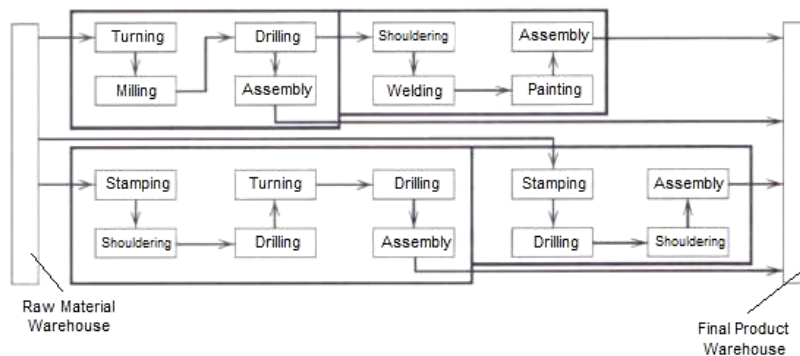 Turning
Drilling
Shouldering
Assembly
Milling
Assembly
Welding
Painting
Stamping
Turning
Drilling
Stamping
Assembly
Shouldering
Drilling
Assembly
Drilling
Shouldering
Raw Material
Warehouse
Final Product
Warehouse